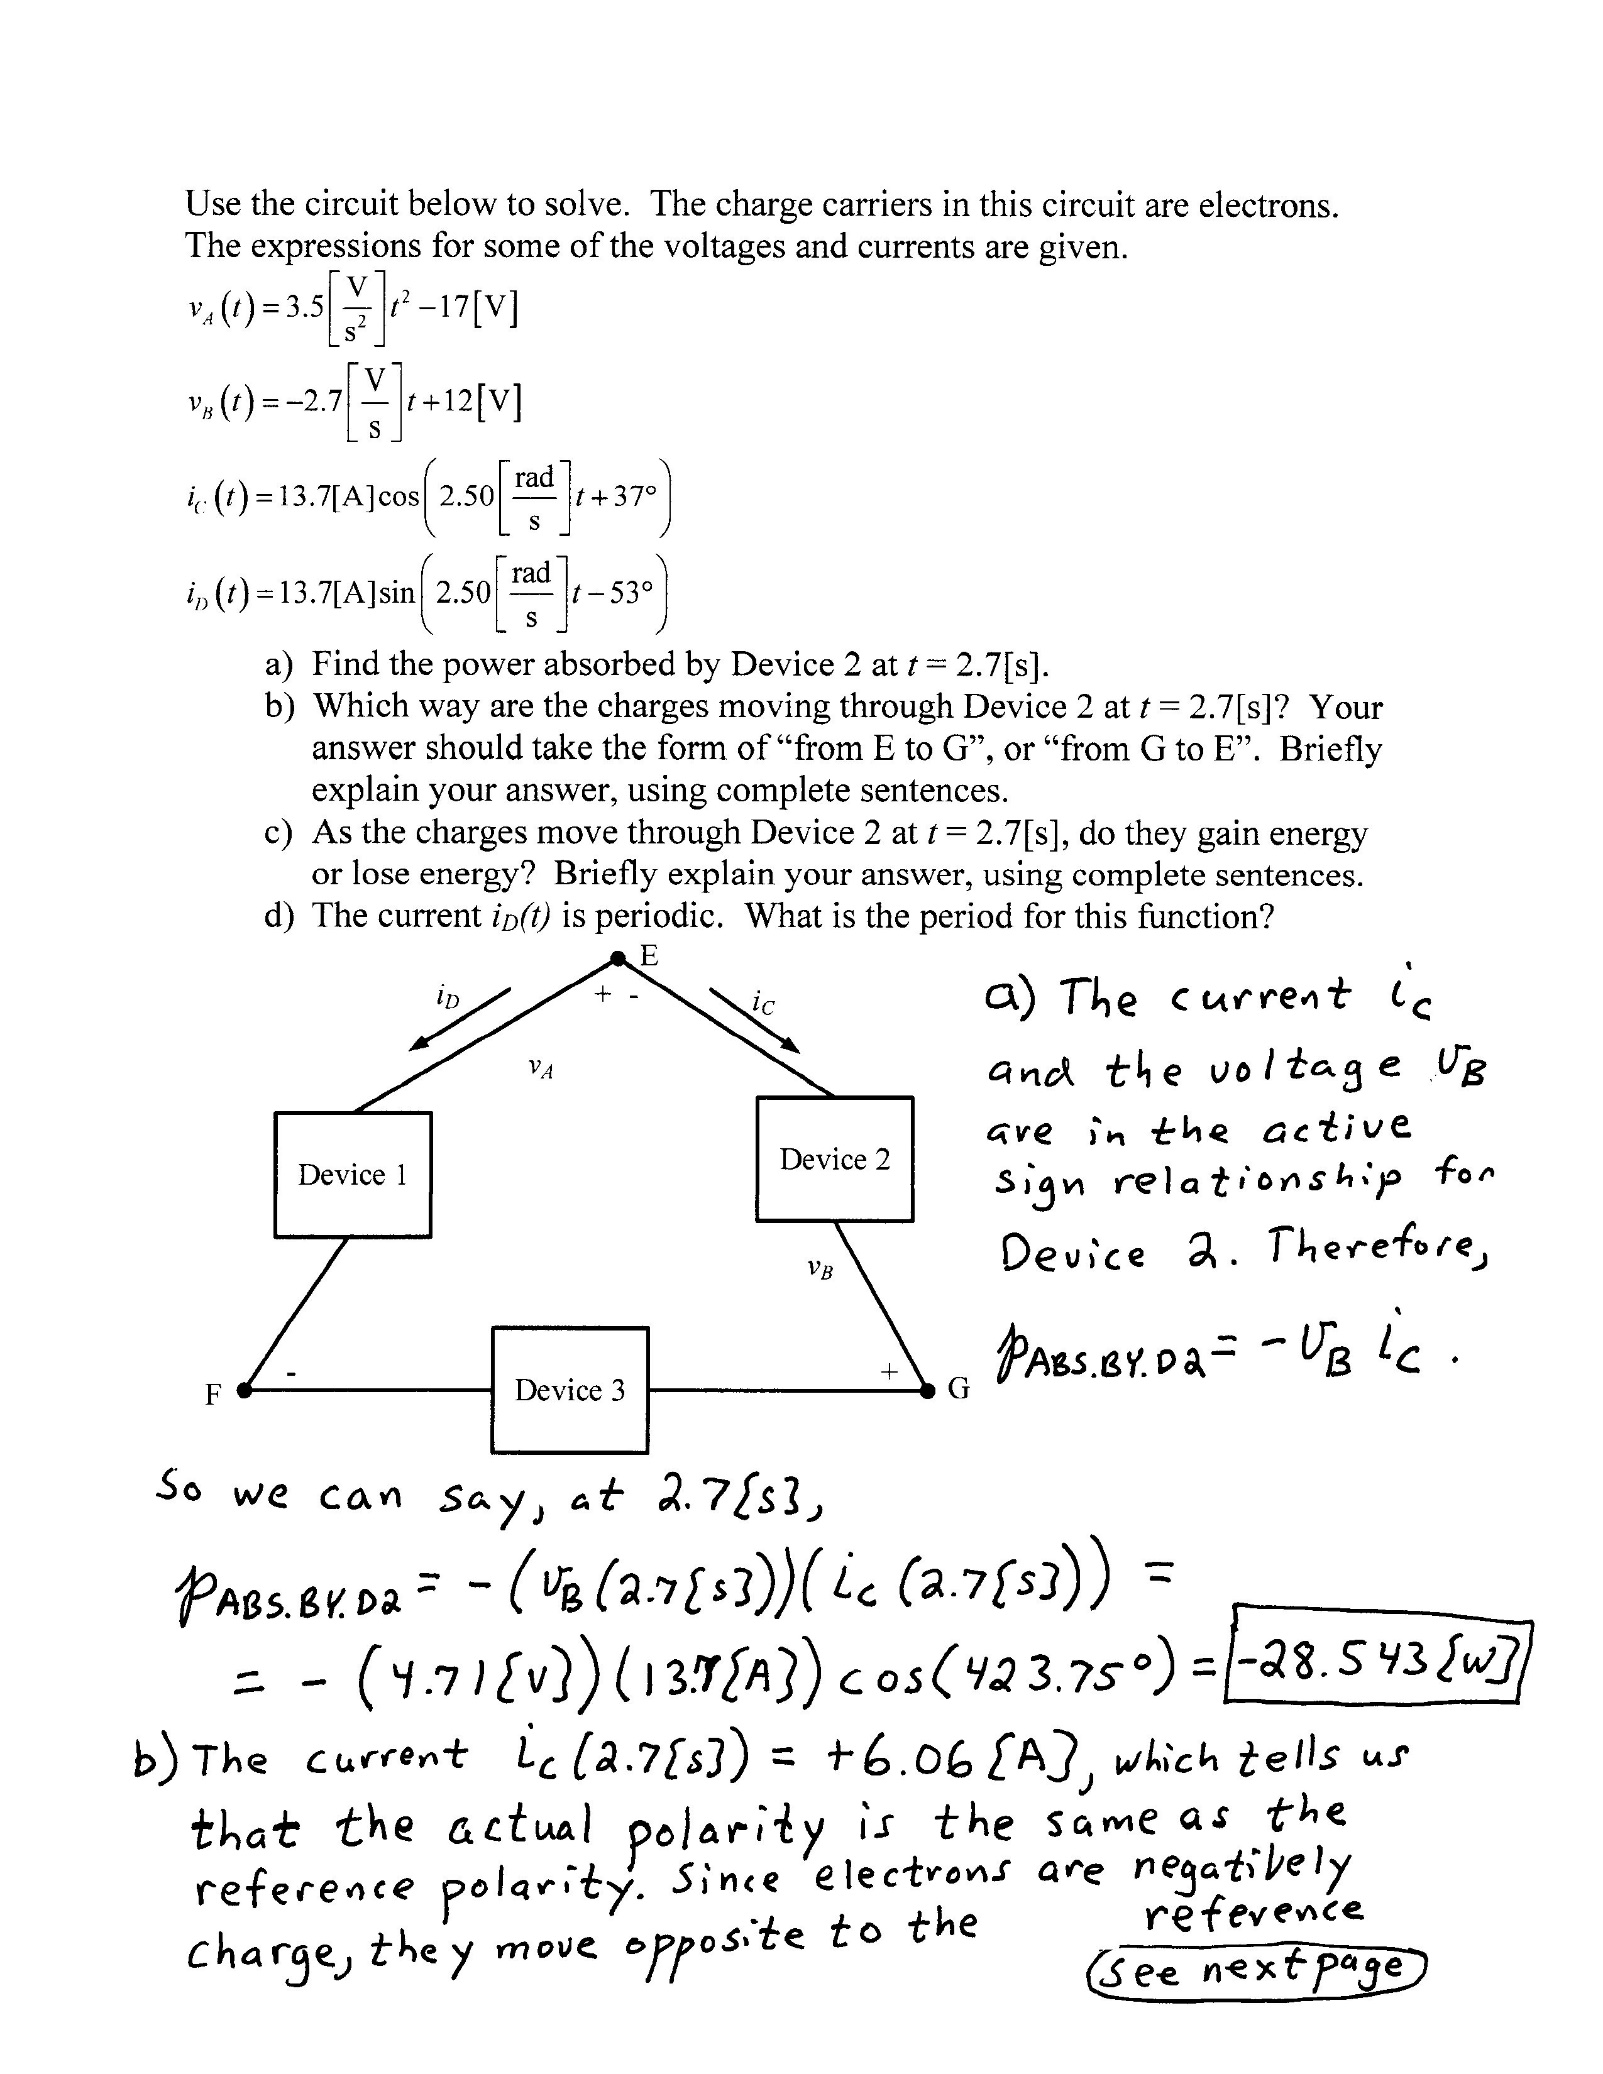 Use the circuit below to solve. The charge carriers in this circuit are electrons.
The expressions for some of the voltages and currents are given.
v_A(t) = 3.5[V/s²]t² −17[V]
v_B(t) = −2.7[V/s]t +12[V]
i_C(t) = 13.7[A]cos(2.50[rad/s]t + 37°)
i_D(t) = 13.7[A]sin(2.50[rad/s]t − 53°)
a) Find the power absorbed by Device 2 at t = 2.7[s].
b) Which way are the charges moving through Device 2 at t = 2.7[s]? Your
answer should take the form of “from E to G”, or “from G to E”. Briefly
explain your answer, using complete sentences.
c) As the charges move through Device 2 at t = 2.7[s], do they gain energy
or lose energy? Briefly explain your answer, using complete sentences.
d) The current i_D(t) is periodic. What is the period for this function?
E
i_D
+ -
i_C
v_A
Device 1
Device 2
v_B
F
-
Device 3
+
G
a) The current i_C
and the voltage v_B
are in the active
sign relationship for
Device 2. Therefore,
p_ABS.BY.D2 = - v_B i_C .
So we can say, at 2.7[s],
p_ABS.BY.D2 = - (v_B(2.7[s]))(i_C(2.7[s])) =
= - (4.71[V])(13.7[A]) cos(423.75°) = -28.543[W]
b) The current i_C(2.7[s]) = +6.06[A], which tells us
that the actual polarity is the same as the
reference polarity. Since electrons are negatively
charge, they move opposite to the reference
see next page